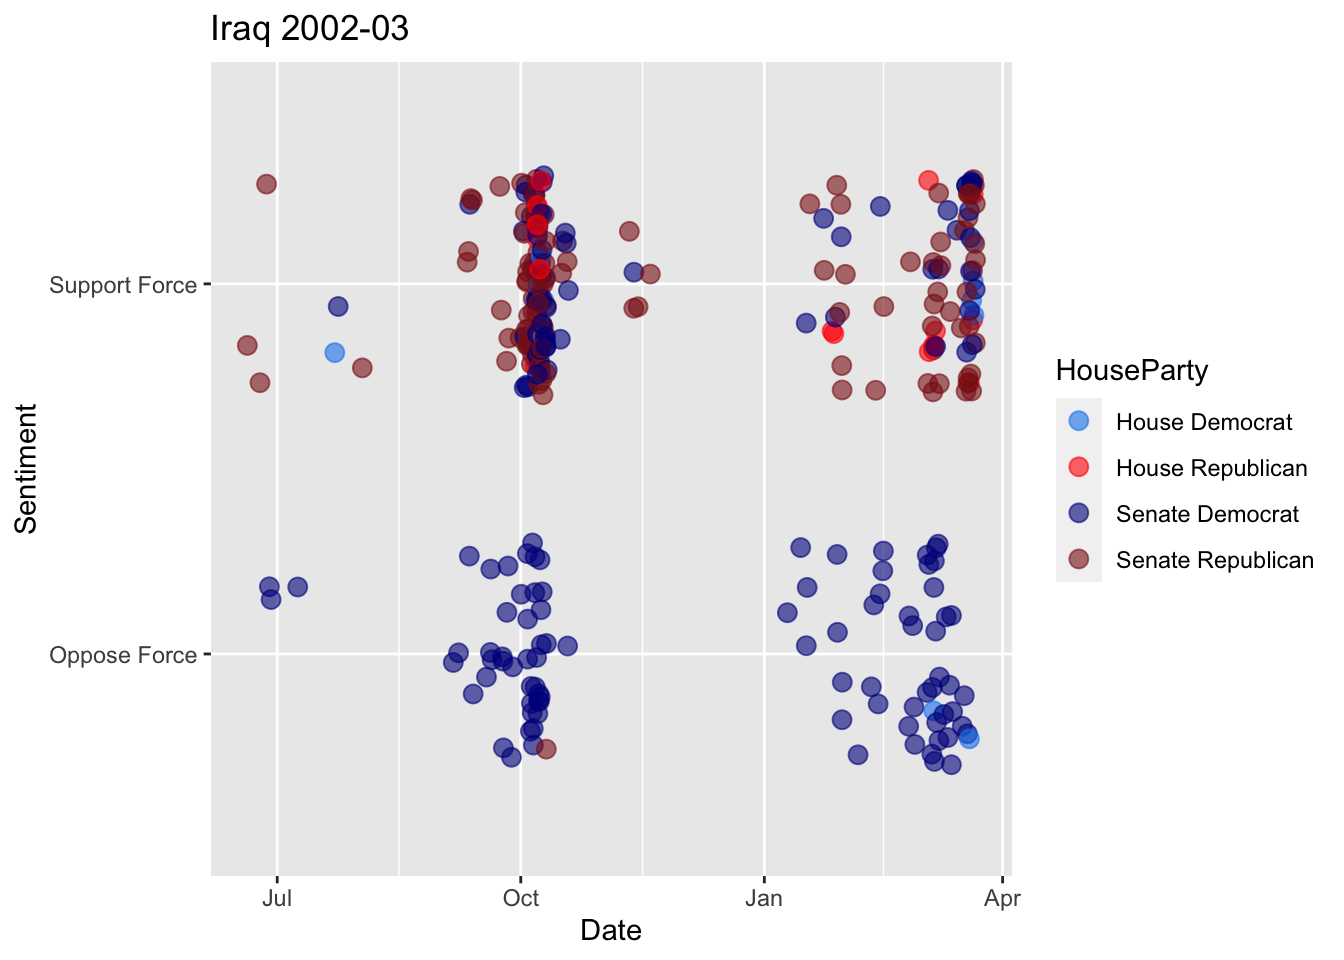 Iraq 2002-03
Support Force
Oppose Force
Sentiment
Jul
Oct
Jan
Apr
Date
HouseParty
House Democrat
House Republican
Senate Democrat
Senate Republican